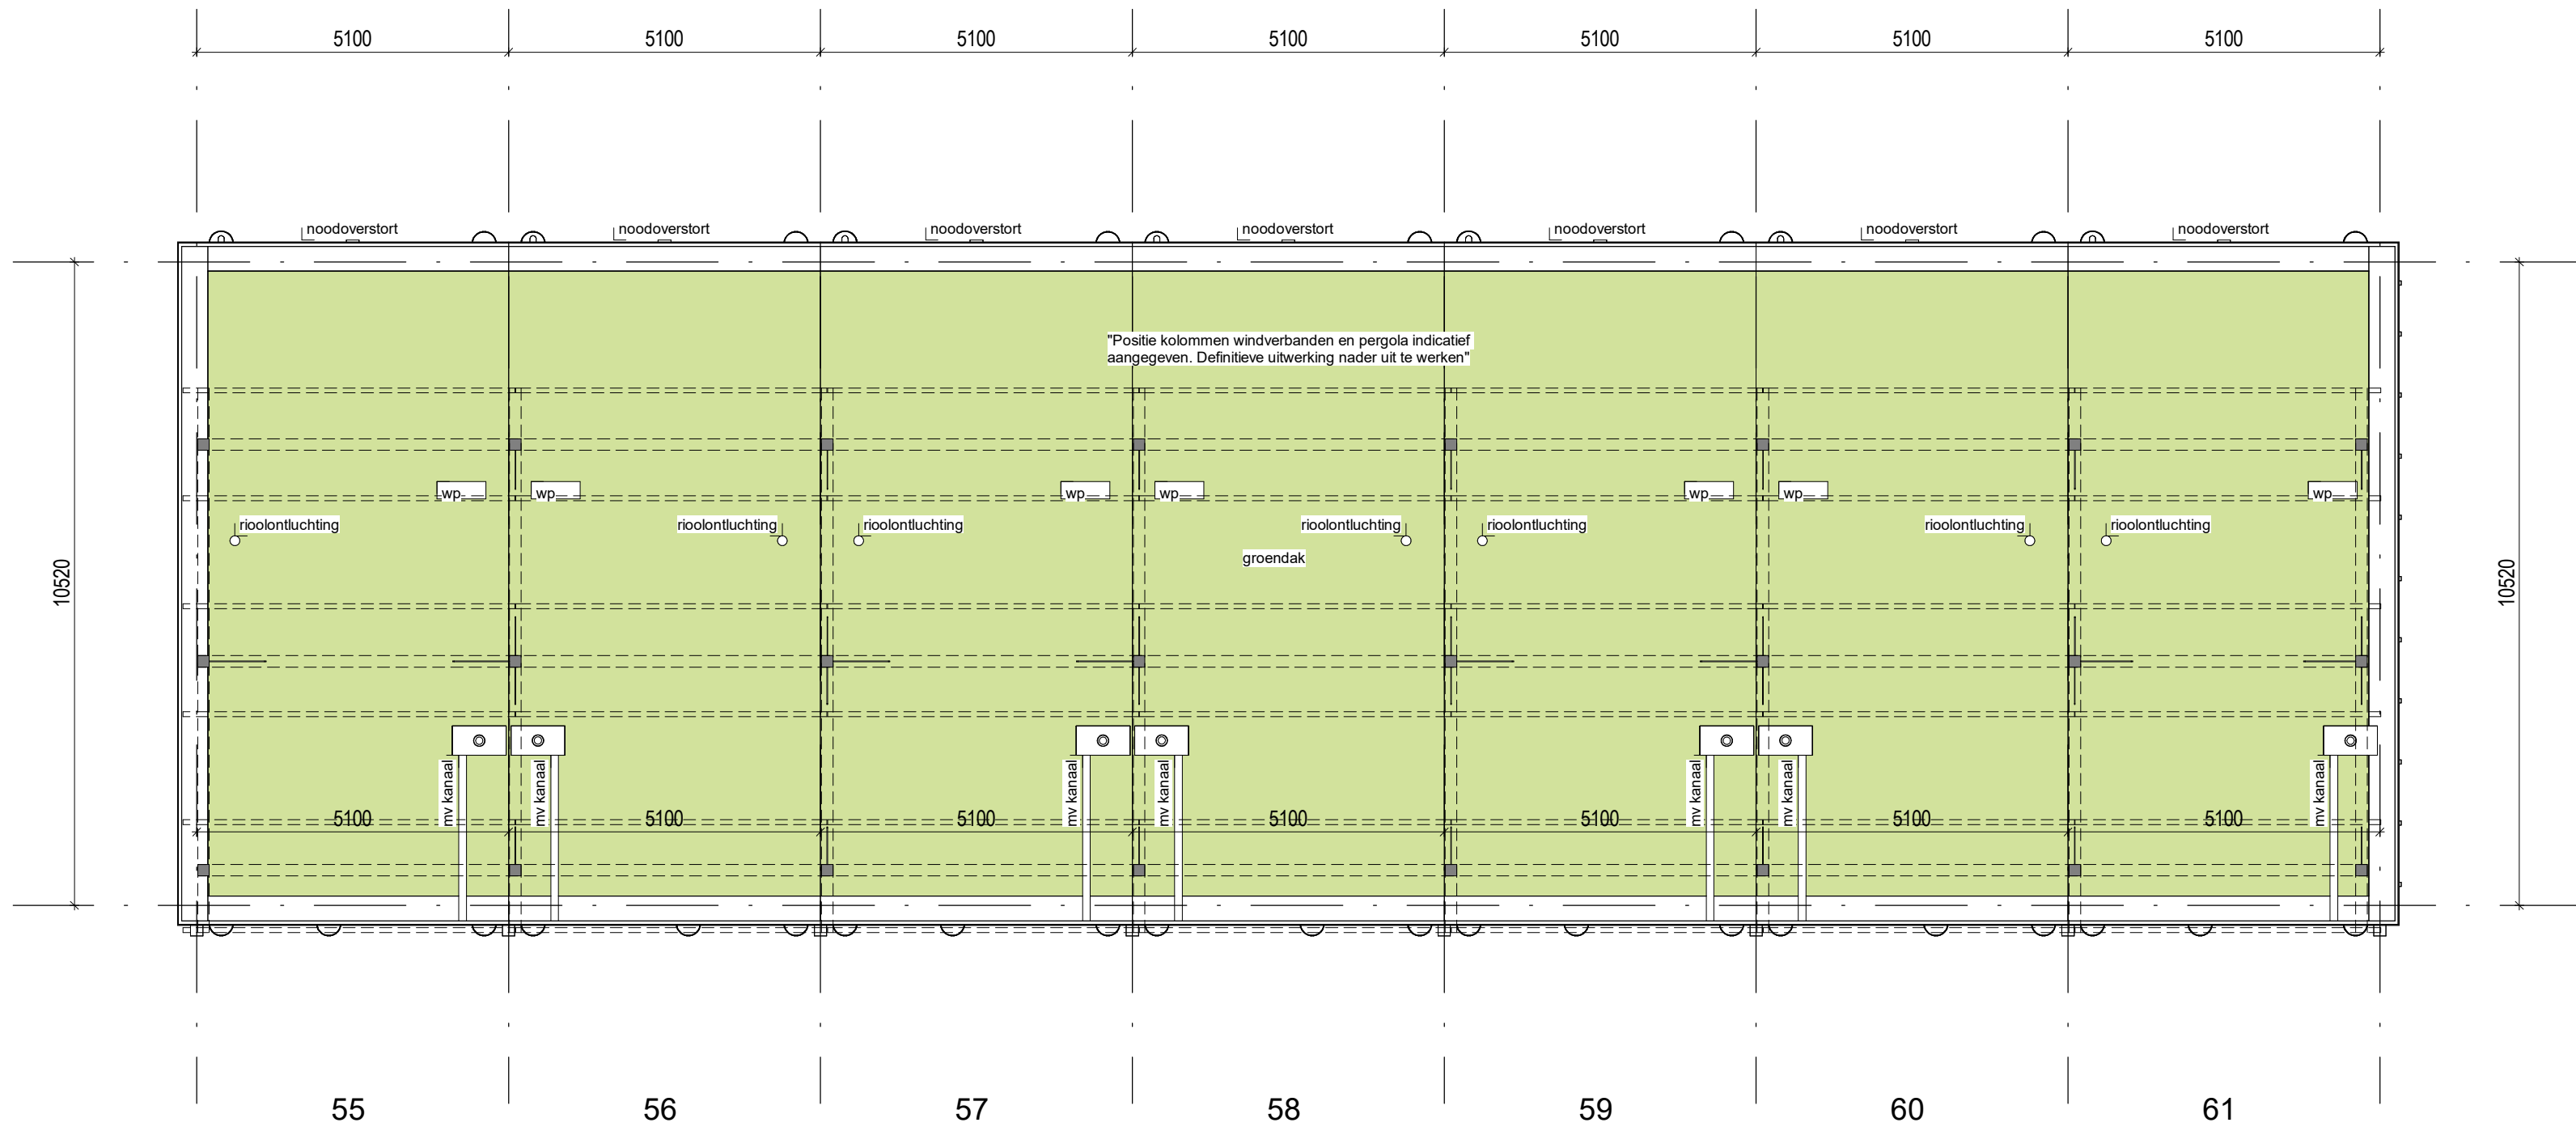 5100
5100
5100
5100
5100
5100
5100
noodoverstort
noodoverstort
noodoverstort
noodoverstort
noodoverstort
noodoverstort
noodoverstort
"Positie kolommen windverbanden en pergola indicatief
aangegeven. Definitieve uitwerking nader uit te werken"
wp
wp
wp
wp
wp
wp
wp
rioolontluchting
rioolontluchting
rioolontluchting
rioolontluchting
rioolontluchting
rioolontluchting
rioolontluchting
groendak
10520
10520
mv kanaal
mv kanaal
mv kanaal
mv kanaal
mv kanaal
mv kanaal
mv kanaal
5100
5100
5100
5100
5100
5100
5100
55
56
57
58
59
60
61